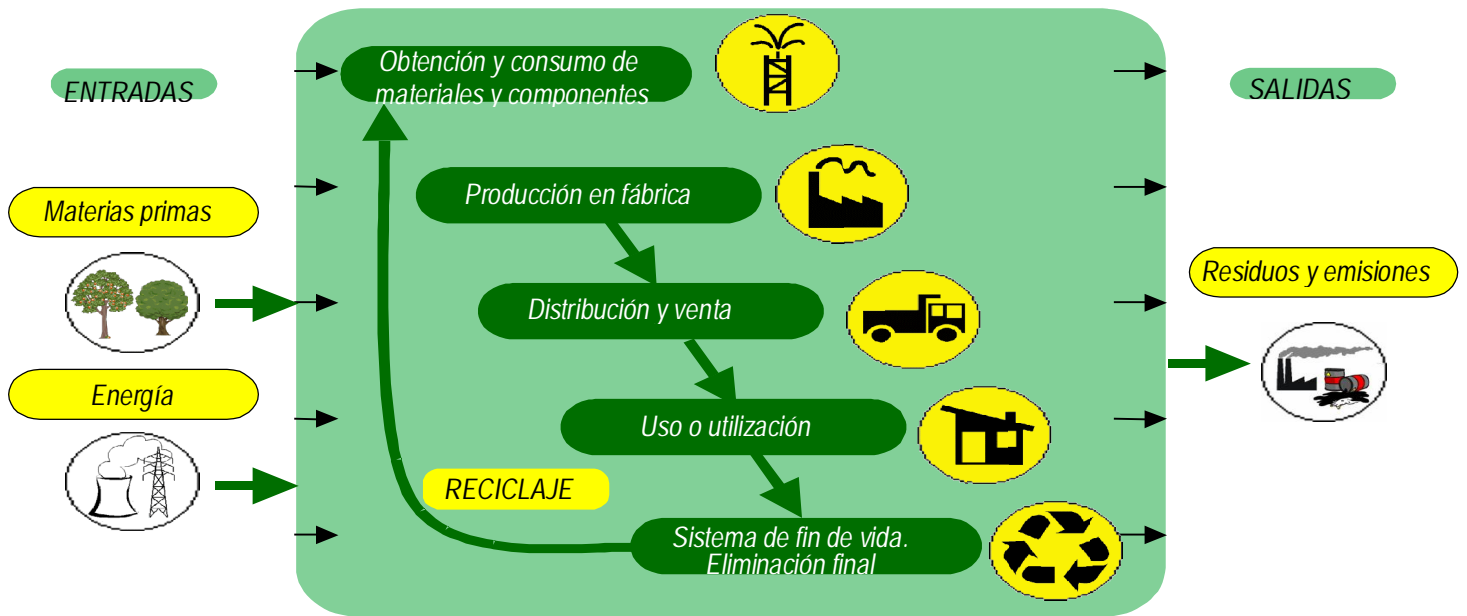 ENTRADAS
Materias primas
Energía
Obtención y consumo de
materiales y componentes
Producción en fábrica
Distribución y venta
Uso o utilización
RECICLAJE
Sistema de fin de vida.
Eliminación final
SALIDAS
Residuos y emisiones